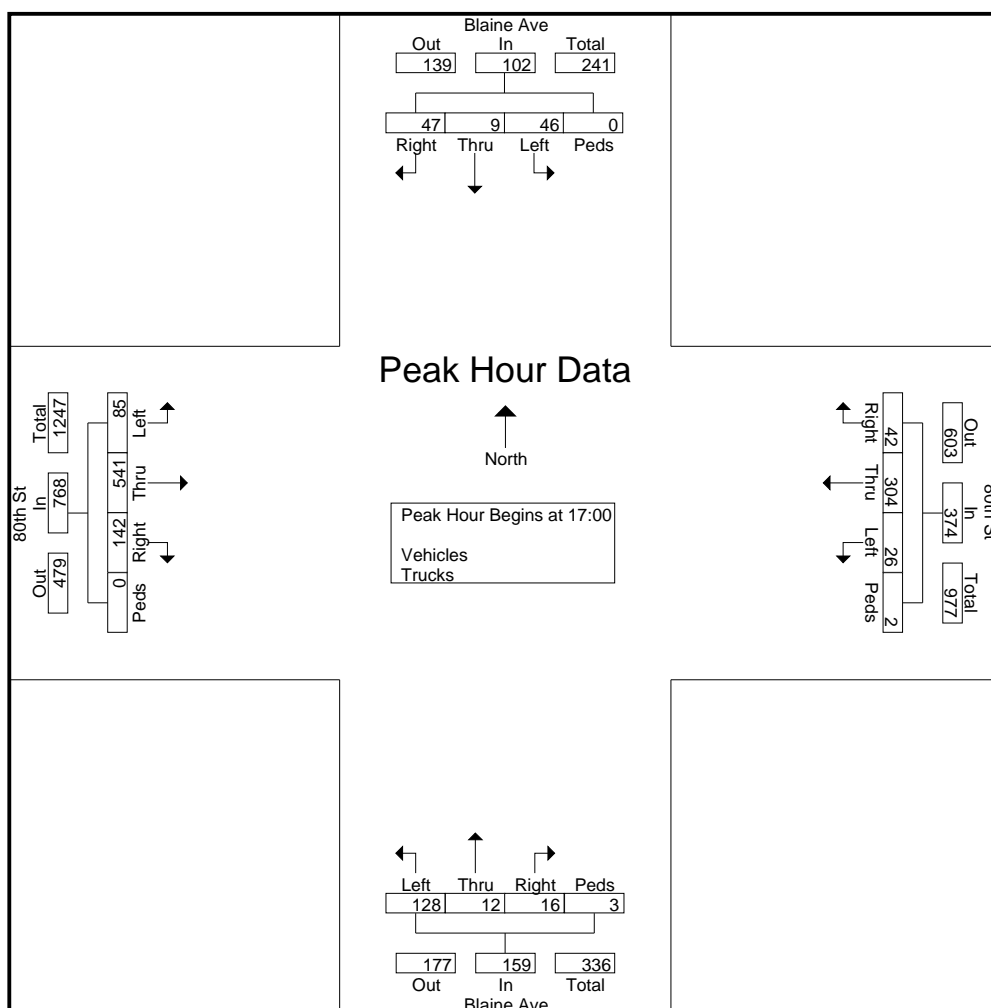 Blaine Ave
Out In Total
139 102 241
47 9 46 0
Right Thru Left Peds
Peak Hour Data
North
Peak Hour Begins at 17:00
Vehicles
Trucks
80th St
Total In Out
1247 768 479
85 541 142 0
Left Thru Right Peds
80th St
Out In Total
603 374 977
42 304 26 2
Right Thru Left Peds
Left Thru Right Peds
128 12 16 3
177 159 336
Out In Total
Blaine Ave